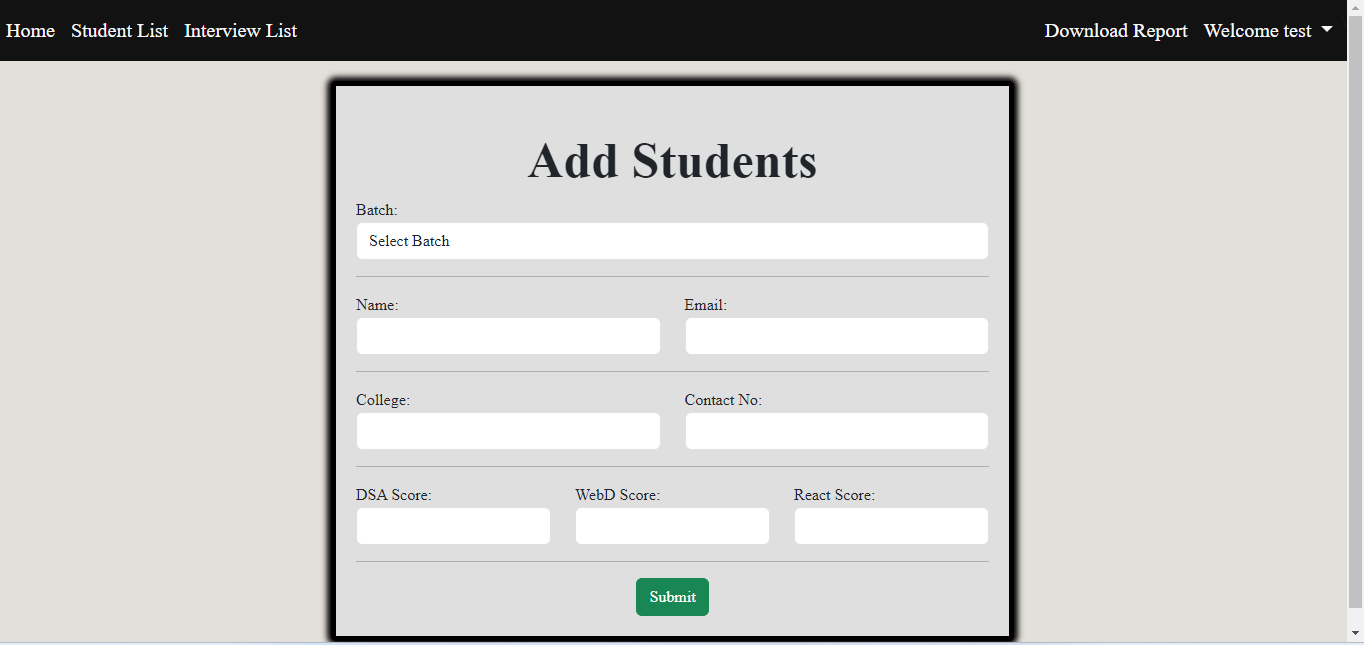 Home Student List Interview List Download Report Welcome test
Add Students
Batch:
Select Batch
Name: Email:
College: Contact No:
DSA Score: WebD Score: React Score:
Submit